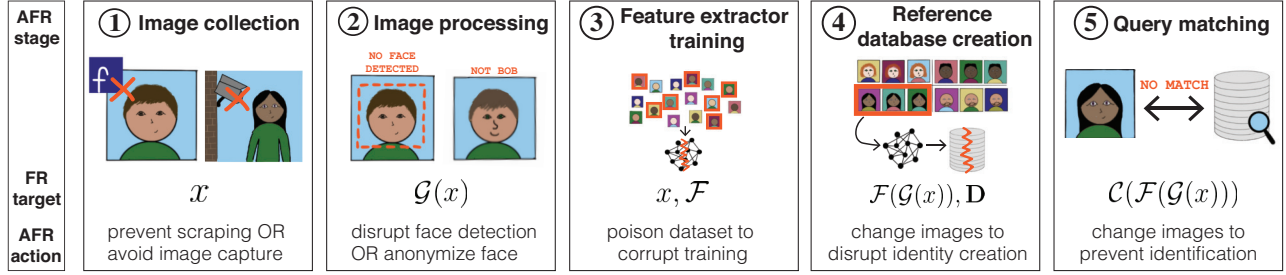 AFR
stage
① Image collection
② Image processing
③ Feature extractor
training
④ Reference
database creation
⑤ Query matching
f
NO FACE
DETECTED
NOT BOB
NO MATCH
FR
target
x
𝒢(x)
x, ℱ
ℱ(𝒢(x)), 𝐃
𝒞(ℱ(𝒢(x)))
AFR
action
prevent scraping OR
avoid image capture
disrupt face detection
OR anonymize face
poison dataset to
corrupt training
change images to
disrupt identity creation
change images to
prevent identification